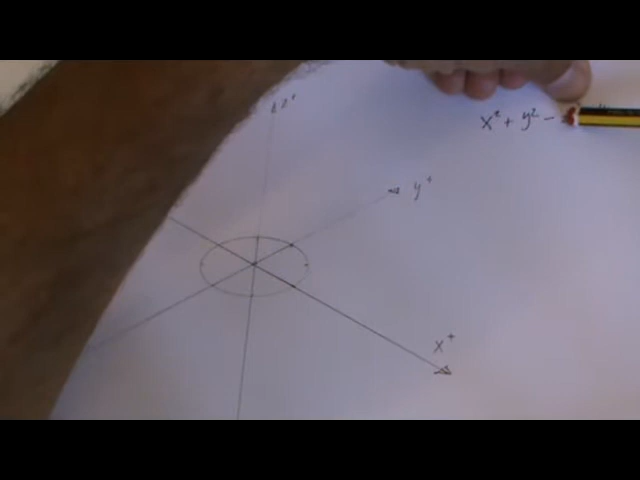 z+
x² + y² -
y+
x+